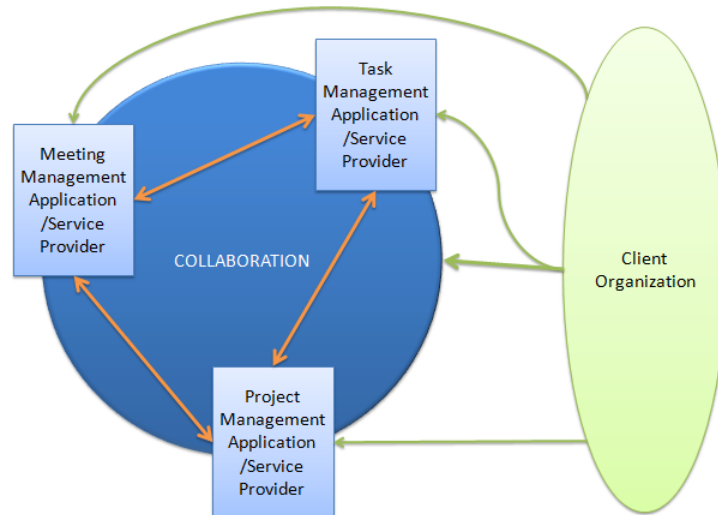 Task
Management
Application
/Service
Provider
Meeting
Management
Application
/Service
Provider
COLLABORATION
Client
Organization
Project
Management
Application
/Service
Provider